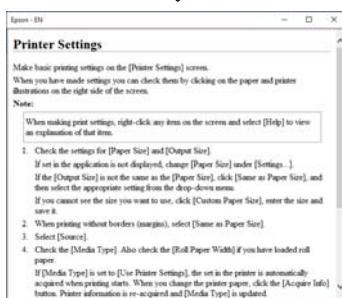 Epson - EN
Printer Settings
Make basic printing settings on the [Printer Settings] screen.
When you have made settings you can check them by clicking on the paper and printer
illustrations on the right side of the screen.
Note:
When making print settings, right-click any item on the screen and select [Help] to view
an explanation of that item.
1. Check the settings for [Paper Size] and [Output Size].
If set in the application is not displayed, change [Paper Size] under [Settings...].
If the [Output Size] is not the same as the [Paper Size], click [Same as Paper Size], and
then select the appropriate setting from the drop-down menu.
If you cannot see the size you want to use, click [Custom Paper Size], enter the size and
save it.
2. When printing without borders (margins), select [Same as Paper Size].
3. Select [Source].
4. Check the [Media Type]. Also check the [Roll Paper Width] if you have loaded roll
paper.
If [Media Type] is set to [Use Printer Settings], the set in the printer is automatically
acquired when printing starts. When you change the printer paper, click the [Acquire Info]
button. Printer information is re-acquired and [Media Type] is updated.